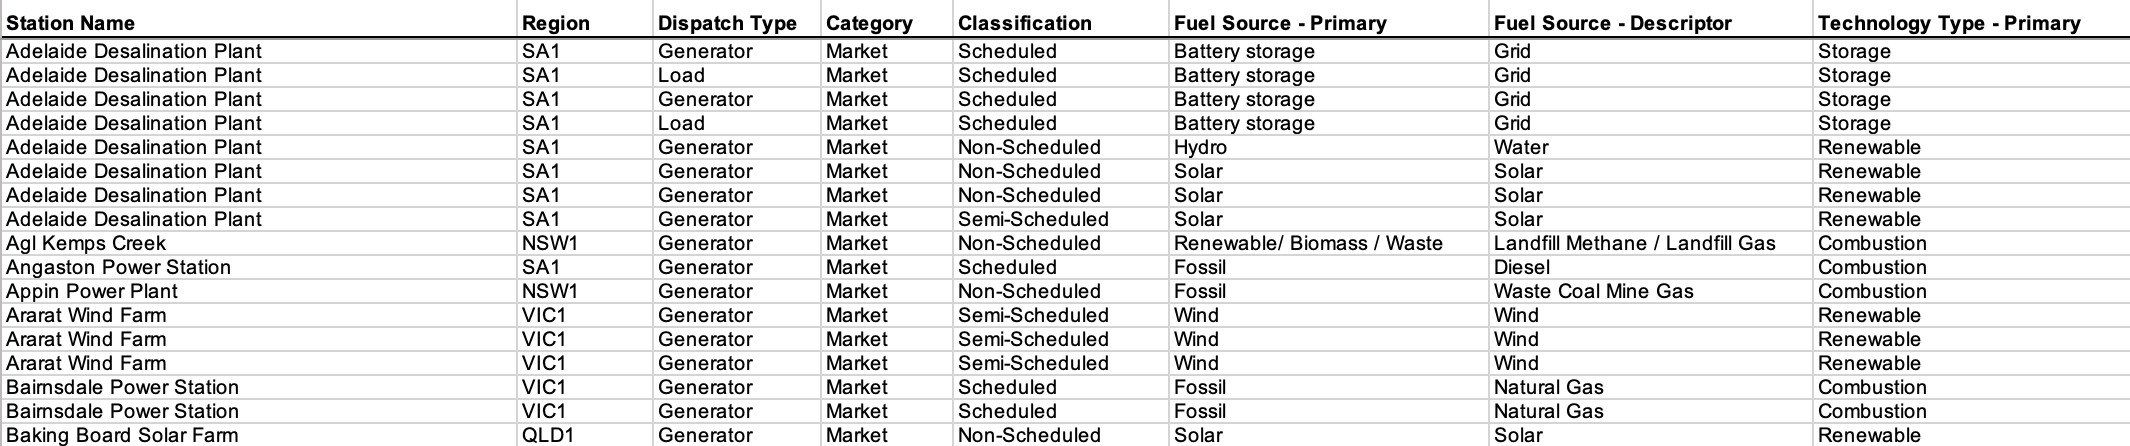 Station Name Region Dispatch Type Category Classification Fuel Source - Primary Fuel Source - Descriptor Technology Type - Primary
Adelaide Desalination Plant SA1 Generator Market Scheduled Battery storage Grid Storage
Adelaide Desalination Plant SA1 Load Market Scheduled Battery storage Grid Storage
Adelaide Desalination Plant SA1 Generator Market Scheduled Battery storage Grid Storage
Adelaide Desalination Plant SA1 Load Market Scheduled Battery storage Grid Storage
Adelaide Desalination Plant SA1 Generator Market Non-Scheduled Hydro Water Renewable
Adelaide Desalination Plant SA1 Generator Market Non-Scheduled Solar Solar Renewable
Adelaide Desalination Plant SA1 Generator Market Non-Scheduled Solar Solar Renewable
Adelaide Desalination Plant SA1 Generator Market Semi-Scheduled Solar Solar Renewable
Agl Kemps Creek NSW1 Generator Market Non-Scheduled Renewable/ Biomass / Waste Landfill Methane / Landfill Gas Combustion
Angaston Power Station SA1 Generator Market Scheduled Fossil Diesel Combustion
Appin Power Plant NSW1 Generator Market Non-Scheduled Fossil Waste Coal Mine Gas Combustion
Ararat Wind Farm VIC1 Generator Market Semi-Scheduled Wind Wind Renewable
Ararat Wind Farm VIC1 Generator Market Semi-Scheduled Wind Wind Renewable
Ararat Wind Farm VIC1 Generator Market Semi-Scheduled Wind Wind Renewable
Bairnsdale Power Station VIC1 Generator Market Scheduled Fossil Natural Gas Combustion
Bairnsdale Power Station VIC1 Generator Market Scheduled Fossil Natural Gas Combustion
Baking Board Solar Farm QLD1 Generator Market Non-Scheduled Solar Solar Renewable